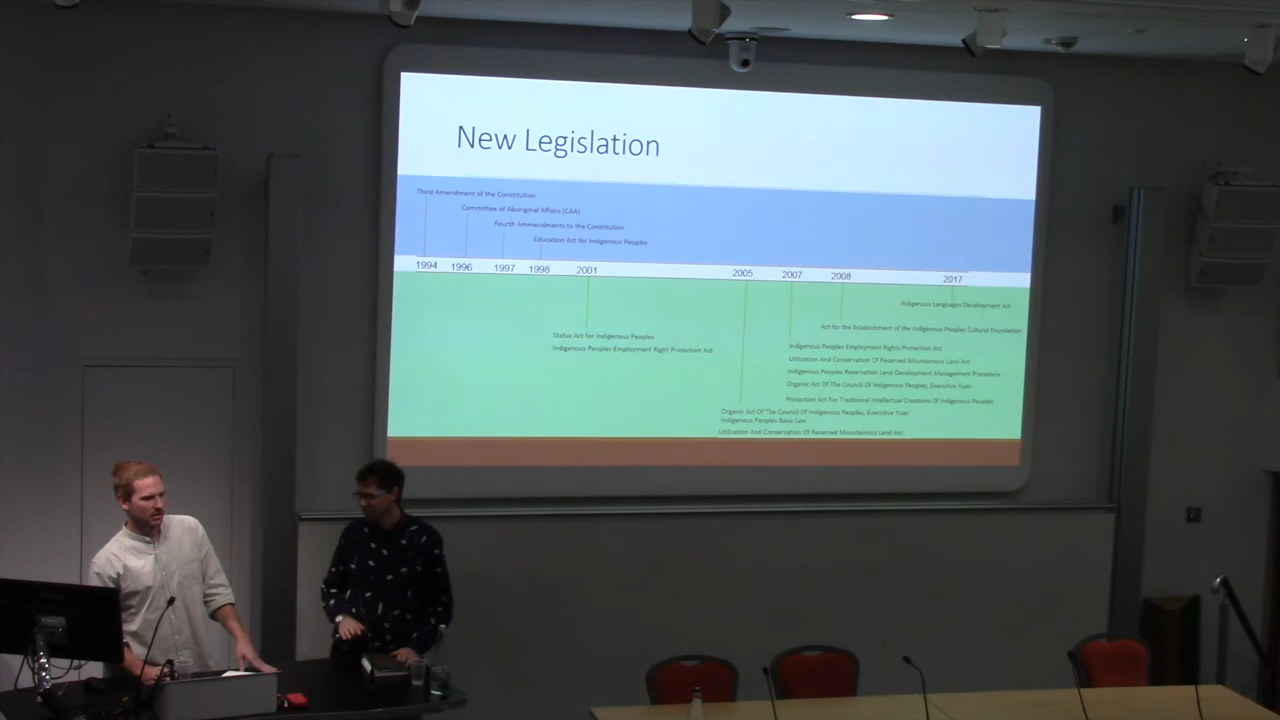 New Legislation
Third Amendment of the Constitution
Committee of Aboriginal Affairs (CAA)
Fourth Ammendments to the Constitution
Education Act for Indigenous Peoples
1994 1996 1997 1998 2001 2005 2007 2008 2017
Indigenous Languages Development Act
Act for the Establishment of the Indigenous Peoples Cultural Foundation
Status Act for Indigenous Peoples
Indigenous Peoples Employment Right Protection Act
Indigenous Peoples Employment Rights Protection Act
Utilization And Conservation Of Reserved Mountainous Land Act
Indigenous Peoples Reservation Land Development Management Procedure
Organic Act Of The Council Of Indigenous Peoples, Executive Yuan
Protection Act For Traditional Intellectual Creations Of Indigenous Peoples
Organic Act Of The Council Of Indigenous Peoples, Executive Yuan
Indigenous Peoples Basic Law
Utilization And Conservation Of Reserved Mountainous Land Act